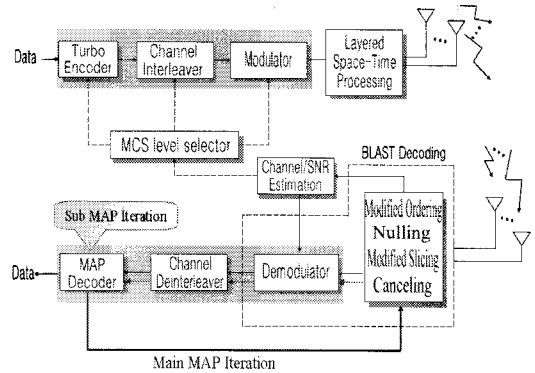 Data
Turbo
Encoder
Channel
Interleaver
Modulator
Layered
Space-Time
Processing
MCS level selector
Channel/SNR
Estimation
BLAST Decoding
Sub MAP Iteration
Modified Ordering
Nulling
Modified Slicing
Canceling
Data
MAP
Decoder
Channel
Deinterleaver
Demodulator
Main MAP Iteration